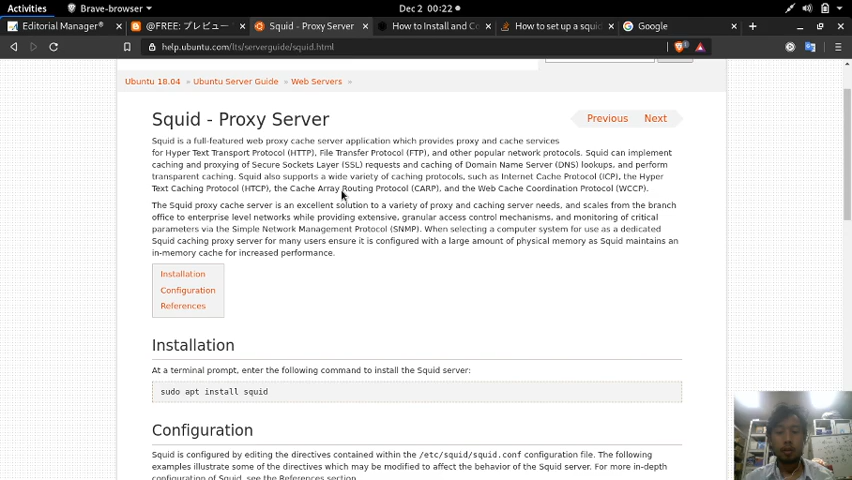 Activities
Brave-browser
Dec 2 00:22
Editorial Manager®
@FREE: プレビュー
Squid - Proxy Server
How to Install and Co
How to set up a squid
Google
help.ubuntu.com/lts/serverguide/squid.html
Ubuntu 18.04 » Ubuntu Server Guide » Web Servers »
Squid - Proxy Server
Previous Next
Squid is a full-featured web proxy cache server application which provides proxy and cache services
for Hyper Text Transport Protocol (HTTP), File Transfer Protocol (FTP), and other popular network protocols. Squid can implement
caching and proxying of Secure Sockets Layer (SSL) requests and caching of Domain Name Server (DNS) lookups, and perform
transparent caching. Squid also supports a wide variety of caching protocols, such as Internet Cache Protocol (ICP), the Hyper
Text Caching Protocol (HTCP), the Cache Array Routing Protocol (CARP), and the Web Cache Coordination Protocol (WCCP).
The Squid proxy cache server is an excellent solution to a variety of proxy and caching server needs, and scales from the branch
office to enterprise level networks while providing extensive, granular access control mechanisms, and monitoring of critical
parameters via the Simple Network Management Protocol (SNMP). When selecting a computer system for use as a dedicated
Squid caching proxy server for many users ensure it is configured with a large amount of physical memory as Squid maintains an
in-memory cache for increased performance.
Installation
Configuration
References
Installation
At a terminal prompt, enter the following command to install the Squid server:
sudo apt install squid
Configuration
Squid is configured by editing the directives contained within the /etc/squid/squid.conf configuration file. The following
examples illustrate some of the directives which may be modified to affect the behavior of the Squid server. For more in-depth
configuration of Squid, see the References section.